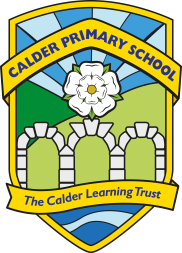 CALDER PRIMARY SCHOOL
The Calder Learning Trust